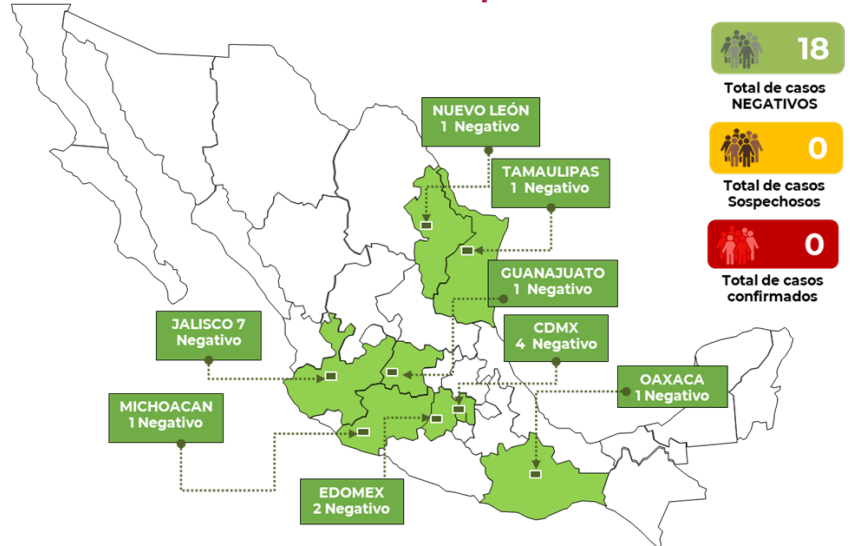 18
Total de casos
NEGATIVOS
0
Total de casos
Sospechosos
0
Total de casos
confirmados
NUEVO LEÓN
1 Negativo
TAMAULIPAS
1 Negativo
GUANAJUATO
1 Negativo
JALISCO 7
Negativo
CDMX
4 Negativo
OAXACA
1 Negativo
MICHOACAN
1 Negativo
EDOMEX
2 Negativo